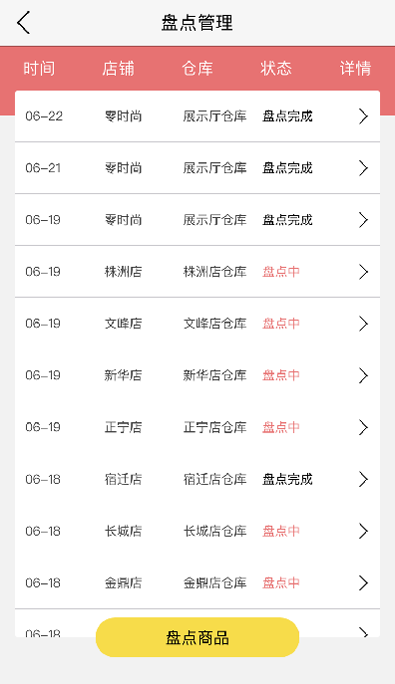 盘点管理
时间 店铺 仓库 状态 详情
06-22 零时尚 展示厅仓库 盘点完成
06-21 零时尚 展示厅仓库 盘点完成
06-19 零时尚 展示厅仓库 盘点完成
06-19 株洲店 株洲店仓库 盘点中
06-19 文峰店 文峰店仓库 盘点中
06-19 新华店 新华店仓库 盘点中
06-19 正宁店 正宁店仓库 盘点中
06-18 宿迁店 宿迁店仓库 盘点完成
06-18 长城店 长城店仓库 盘点中
06-18 金鼎店 金鼎店仓库 盘点中
06-18
盘点商品